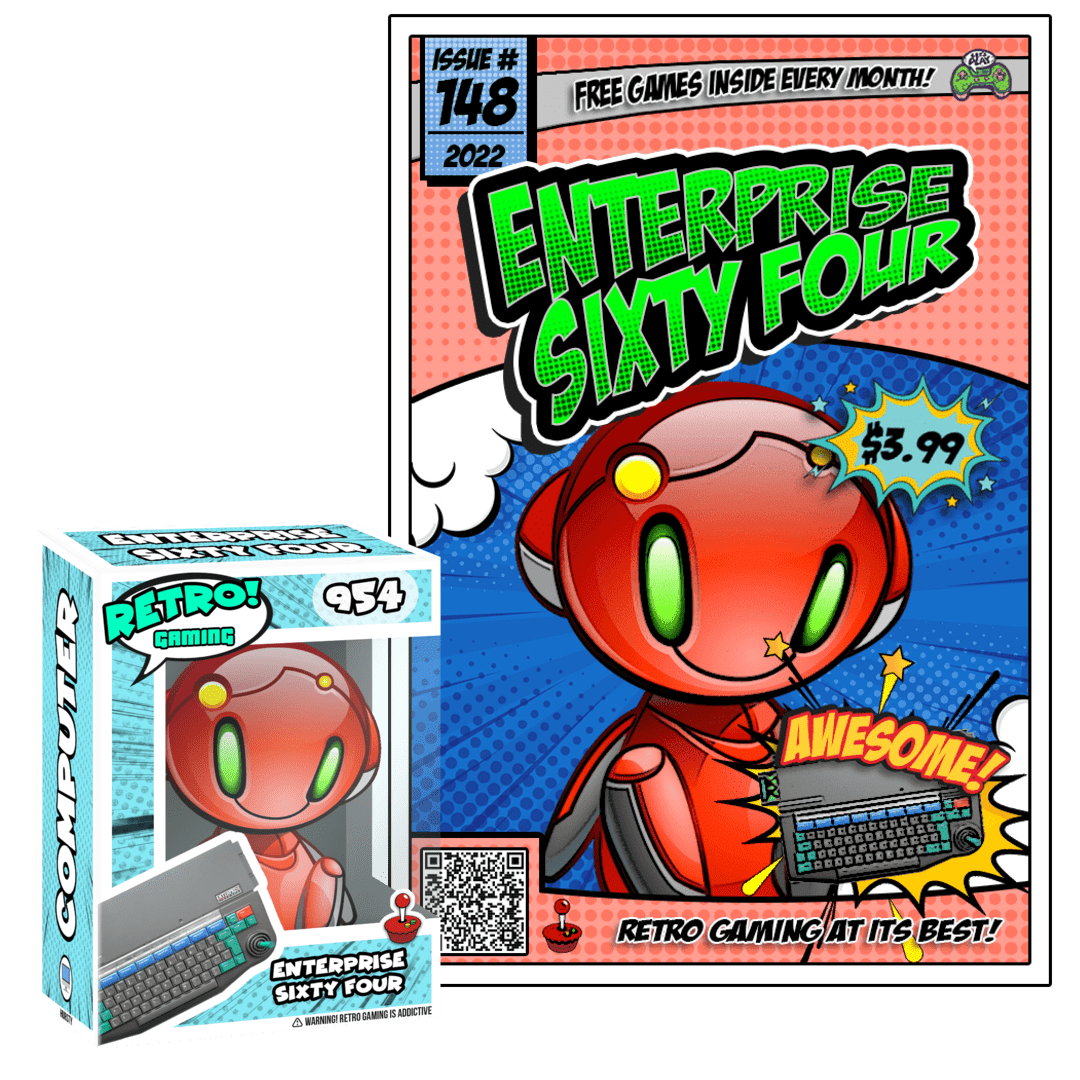 ISSUE #
148
2022
FREE GAMES INSIDE EVERY MONTH!
ENTERPRISE
SIXTY FOUR
$3.99
AWESOME!
RETRO GAMING AT ITS BEST!
ENTERPRISE
SIXTY FOUR
RETRO!
GAMING
954
COMPUTER
ENTERPRISE
ENTERPRISE
SIXTY FOUR
WARNING! RETRO GAMING IS ADDICTIVE